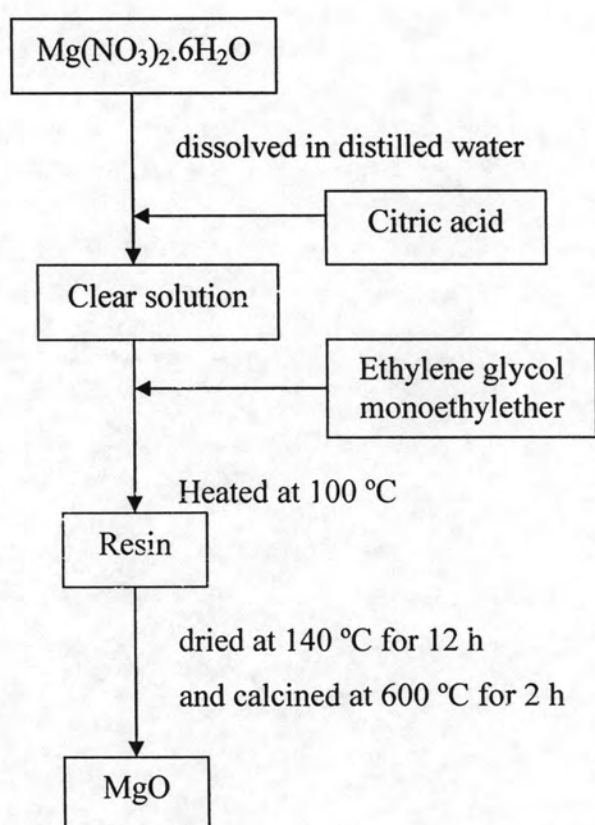 Mg(NO₃)₂.6H₂O
dissolved in distilled water
Citric acid
Clear solution
Ethylene glycol
monoethylether
Heated at 100 ºC
Resin
dried at 140 ºC for 12 h
and calcined at 600 ºC for 2 h
MgO